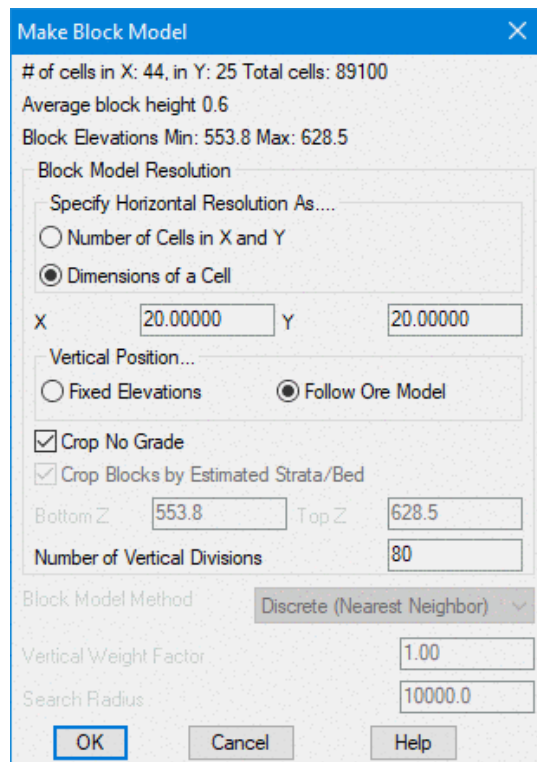 Make Block Model
# of cells in X: 44, in Y: 25 Total cells: 89100
Average block height 0.6
Block Elevations Min: 553.8 Max: 628.5
Block Model Resolution
Specify Horizontal Resolution As....
Number of Cells in X and Y
Dimensions of a Cell
X 20.00000 Y 20.00000
Vertical Position...
Fixed Elevations Follow Ore Model
Crop No Grade
Crop Blocks by Estimated Strata/Bed
Bottom Z 553.8 Top Z 628.5
Number of Vertical Divisions 80
Block Model Method Discrete (Nearest Neighbor)
Vertical Weight Factor 1.00
Search Radius 10000.0
OK Cancel Help